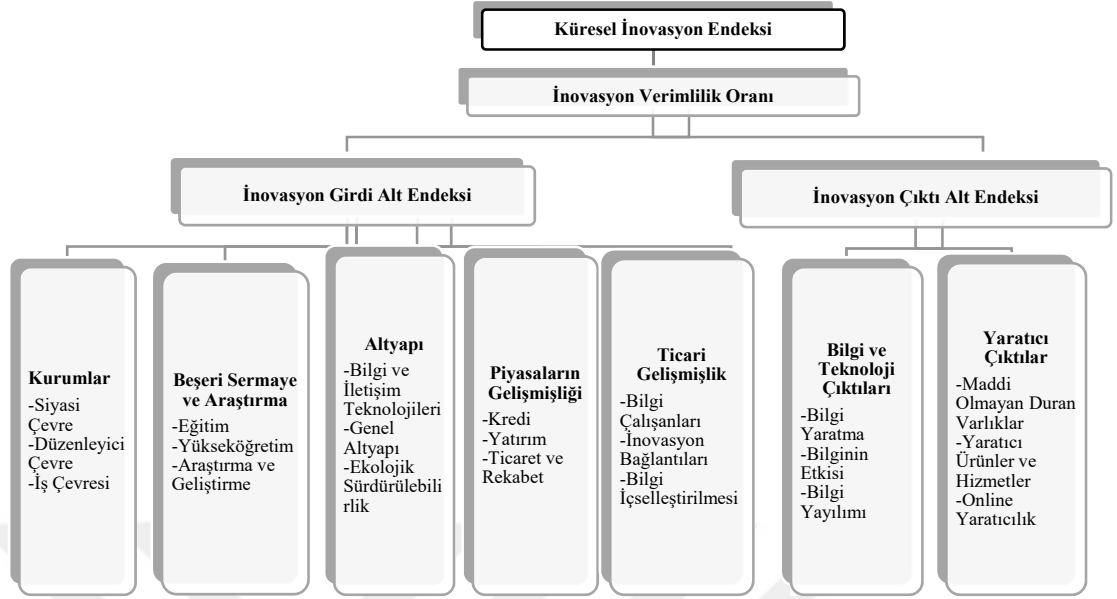 Küresel İnovasyon Endeksi
İnovasyon Verimlilik Oranı
İnovasyon Girdi Alt Endeksi
İnovasyon Çıktı Alt Endeksi
Kurumlar
-Siyasi
Çevre
-Düzenleyici
Çevre
-İş Çevresi
Beşeri Sermaye
ve Araştırma
-Eğitim
-Yükseköğretim
-Araştırma ve
Geliştirme
Altyapı
-Bilgi ve
İletişim
Teknolojileri
-Genel
Altyapı
-Ekolojik
Sürdürülebili
rlik
Piyasaların
Gelişmişliği
-Kredi
-Yatırım
-Ticaret ve
Rekabet
Ticari
Gelişmişlik
-Bilgi
Çalışanları
-İnovasyon
Bağlantıları
-Bilgi
İçselleştirilmesi
Bilgi ve
Teknoloji
Çıktıları
-Bilgi
Yaratma
-Bilginin
Etkisi
-Bilgi
Yayılımı
Yaratıcı
Çıktılar
-Maddi
Olmayan Duran
Varlıklar
-Yaratıcı
Ürünler ve
Hizmetler
-Online
Yaratıcılık